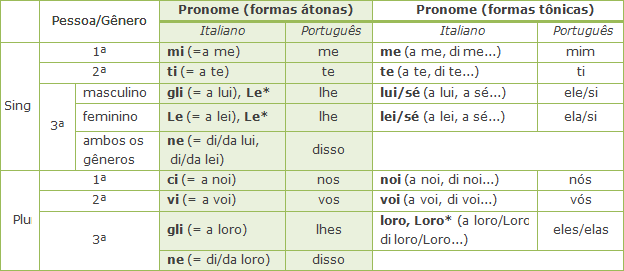 Pessoa/Gênero Pronome (formas átonas) Pronome (formas tônicas)
Italiano Português Italiano Português
Sing 1ª mi (=a me) me me (a me, di me...) mim
2ª ti (= a te) te te (a te, di te...) ti
3ª masculino gli (= a lui), Le* lhe lui/sé (a lui, a sé...) ele/si
feminino Le (= a lei), Le* lhe lei/sé (a lei, a sé...) ela/si
ambos os gêneros ne (= di/da lui, di/da lei) disso
Plu 1ª ci (= a noi) nos noi (a noi, di noi...) nós
2ª vi (= a voi) vos voi (a voi, di voi...) vós
3ª gli (= a loro) lhes loro, Loro* (a loro/Loro di loro/Loro...) eles/elas
ne (= di/da loro) disso